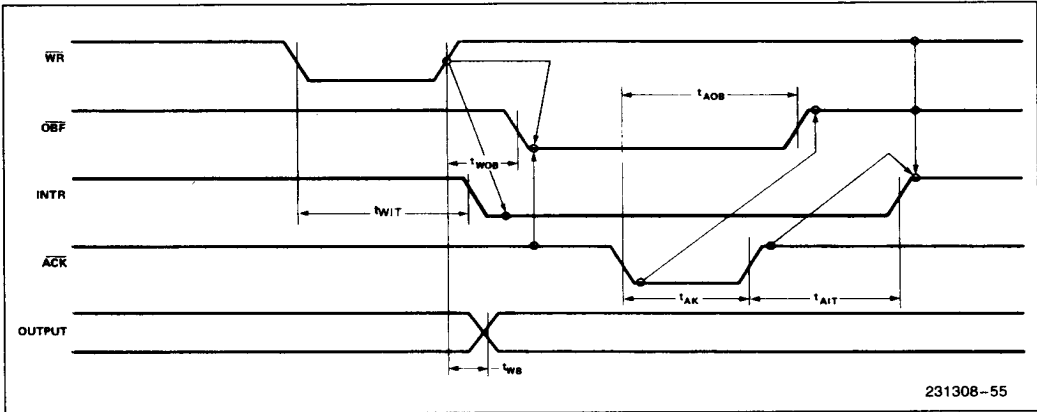 WR
tAOB
OBF
tWOB
INTR
tWIT
ACK
tAK
tAIT
OUTPUT
tWB
231308-55